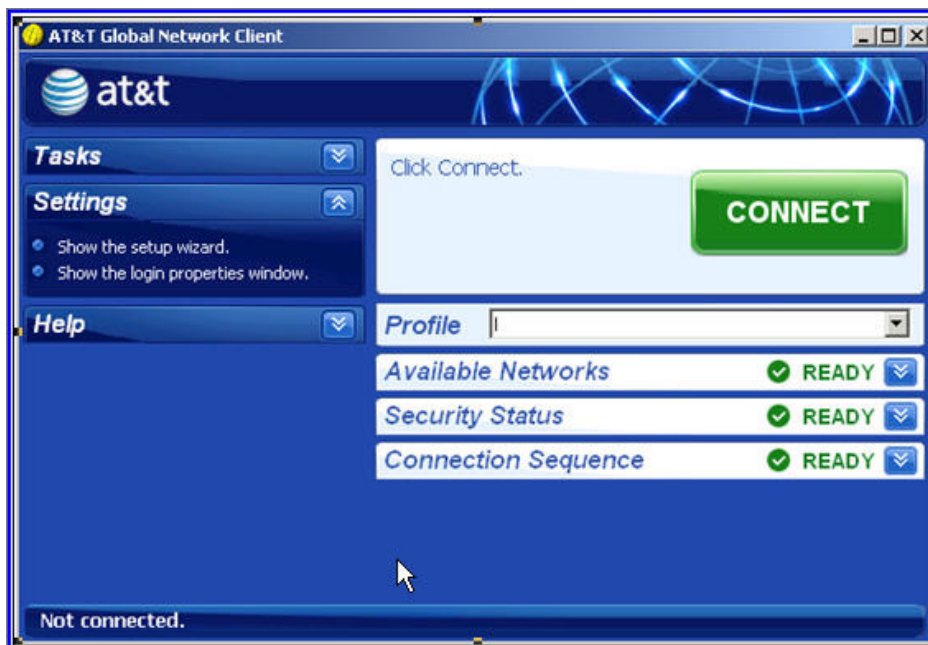 AT&T Global Network Client
at&t
Tasks
Settings
Show the setup wizard.
Show the login properties window.
Help
Click Connect.
CONNECT
Profile
Available Networks READY
Security Status READY
Connection Sequence READY
Not connected.